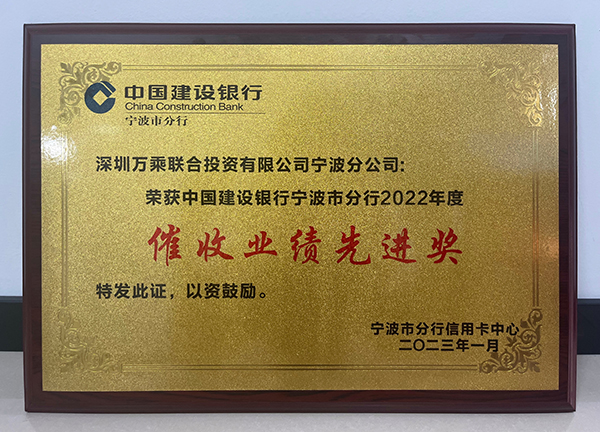 中国建设银行
China Construction Bank
宁波市分行
深圳万乘联合投资有限公司宁波分公司:
荣获中国建设银行宁波市分行2022年度
催收业绩先进奖
特发此证，以资鼓励。
宁波市分行信用卡中心
二〇二三年一月